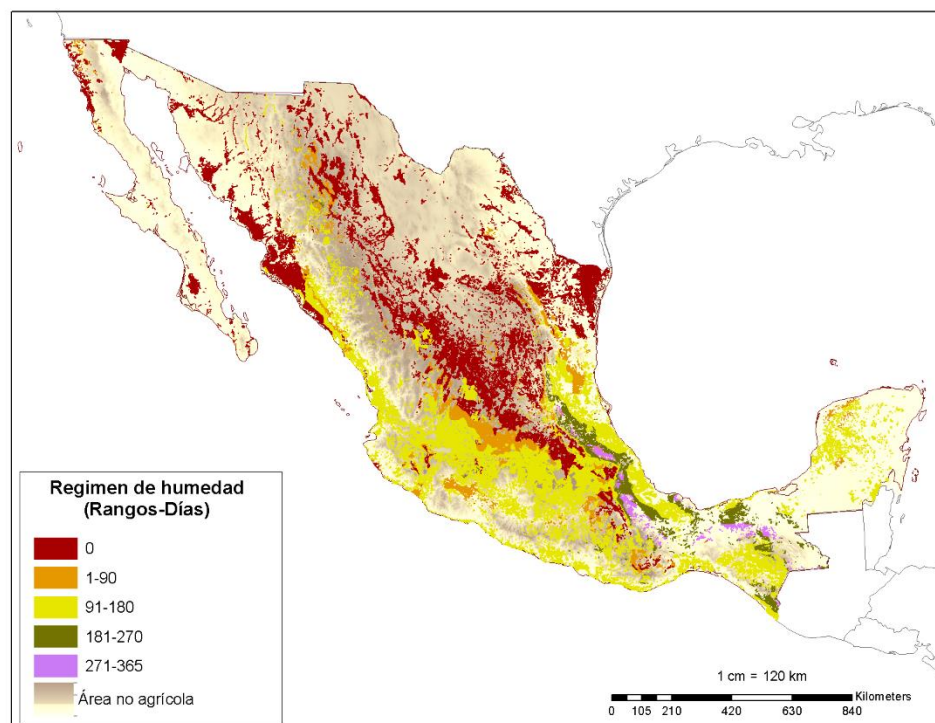 Regimen de humedad
(Rangos-Días)
0
1-90
91-180
181-270
271-365
Área no agrícola
1 cm = 120 km
Kilometers
0 105 210 420 630 840